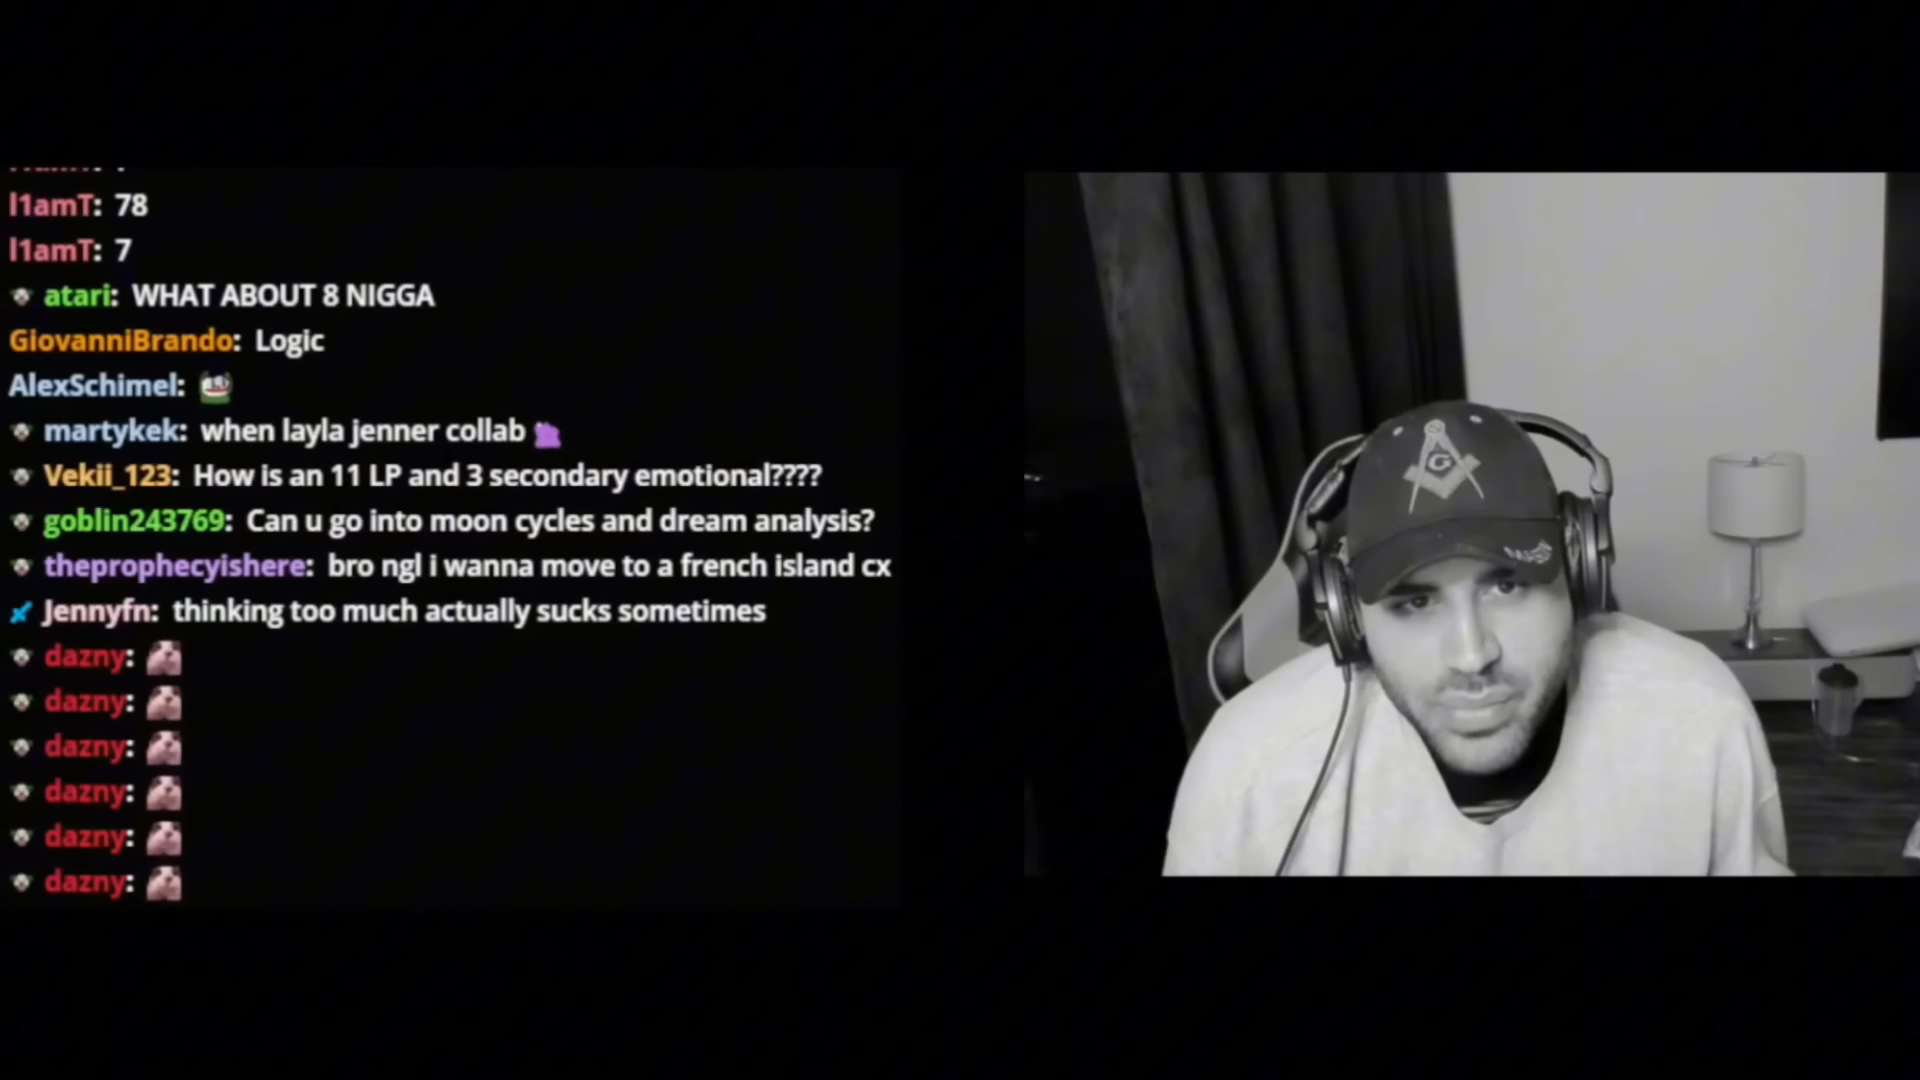 l1amT: 78
l1amT: 7
atari: WHAT ABOUT 8 NIGGA
GiovanniBrando: Logic
AlexSchimel:
martykek: when layla jenner collab
Vekii_123: How is an 11 LP and 3 secondary emotional????
goblin243769: Can u go into moon cycles and dream analysis?
theprophecyishere: bro ngl i wanna move to a french island cx
Jennyfn: thinking too much actually sucks sometimes
dazny:
dazny:
dazny:
dazny:
dazny:
dazny:
G